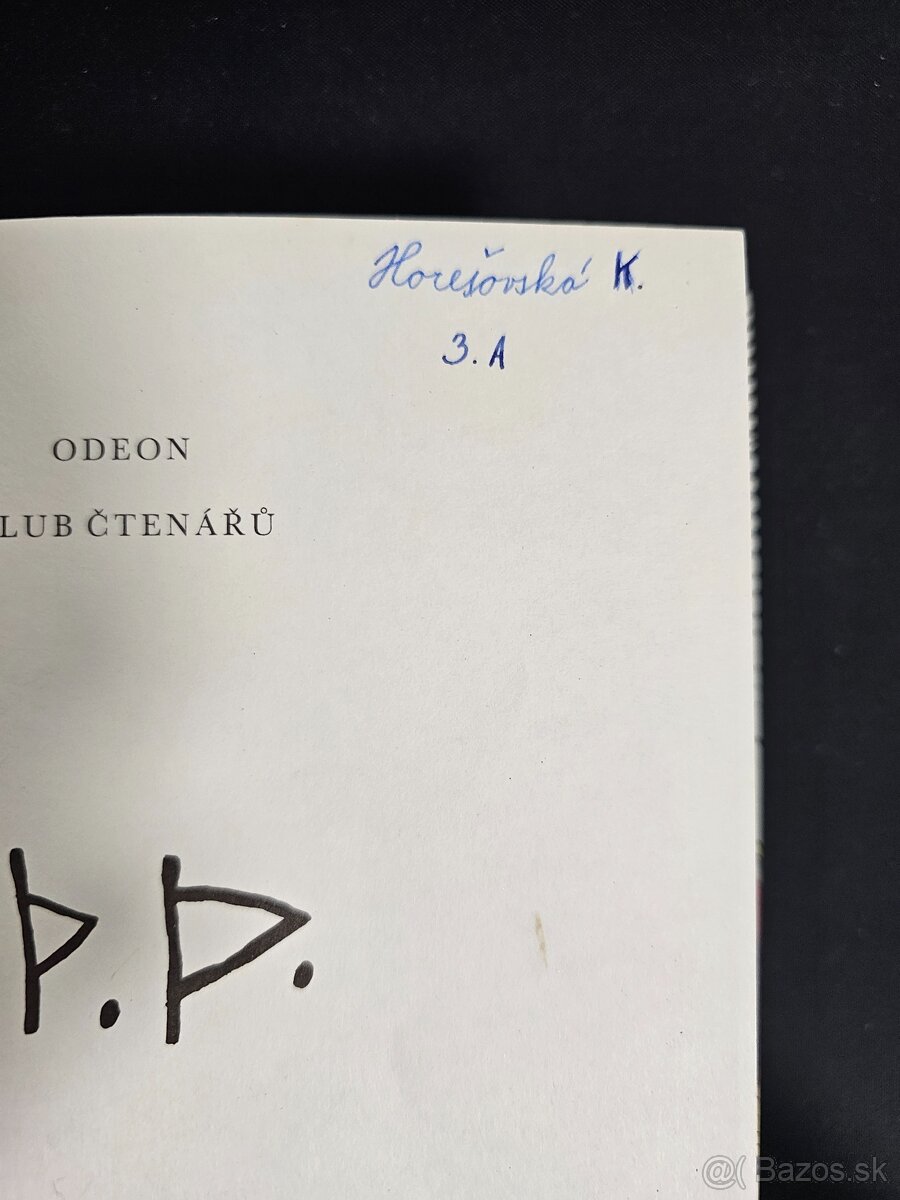 Horešovská K.
3. A
ODEON
LUB ČTENÁŘŮ
Þ. Þ.
@( Bazos.sk